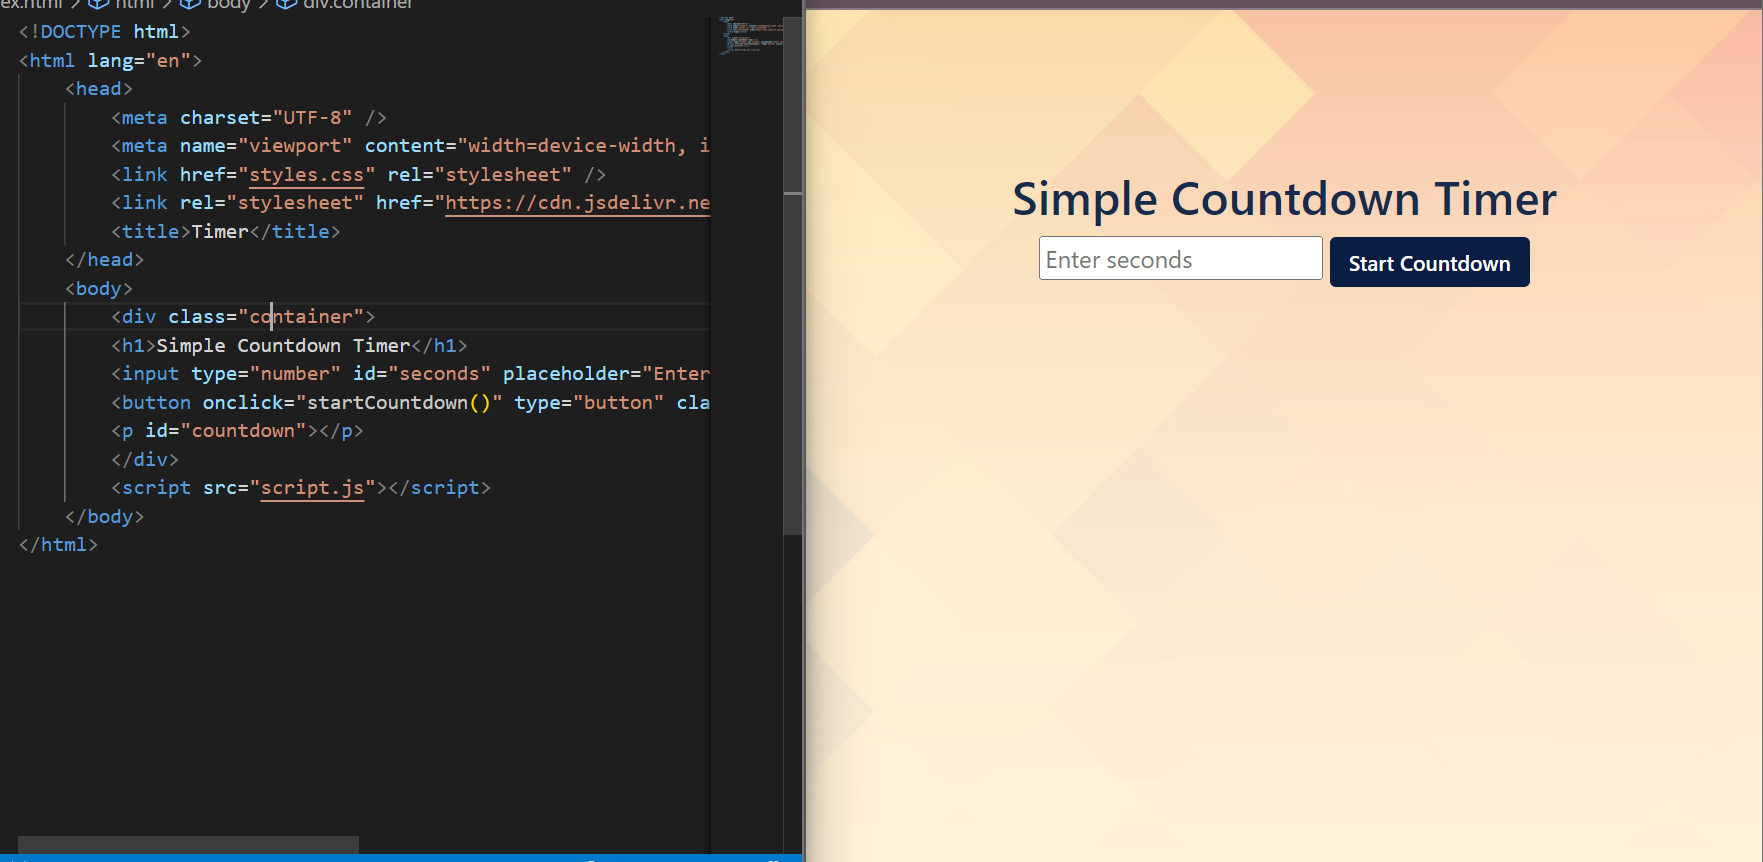 ex.html > html > body > div.container
<!DOCTYPE html>
<html lang="en">
<head>
<meta charset="UTF-8" />
<meta name="viewport" content="width=device-width, i
<link href="styles.css" rel="stylesheet" />
<link rel="stylesheet" href="https://cdn.jsdelivr.ne
<title>Timer</title>
</head>
<body>
<div class="container">
<h1>Simple Countdown Timer</h1>
<input type="number" id="seconds" placeholder="Enter
<button onclick="startCountdown()" type="button" cla
<p id="countdown"></p>
</div>
<script src="script.js"></script>
</body>
</html>
Simple Countdown Timer
Enter seconds
Start Countdown